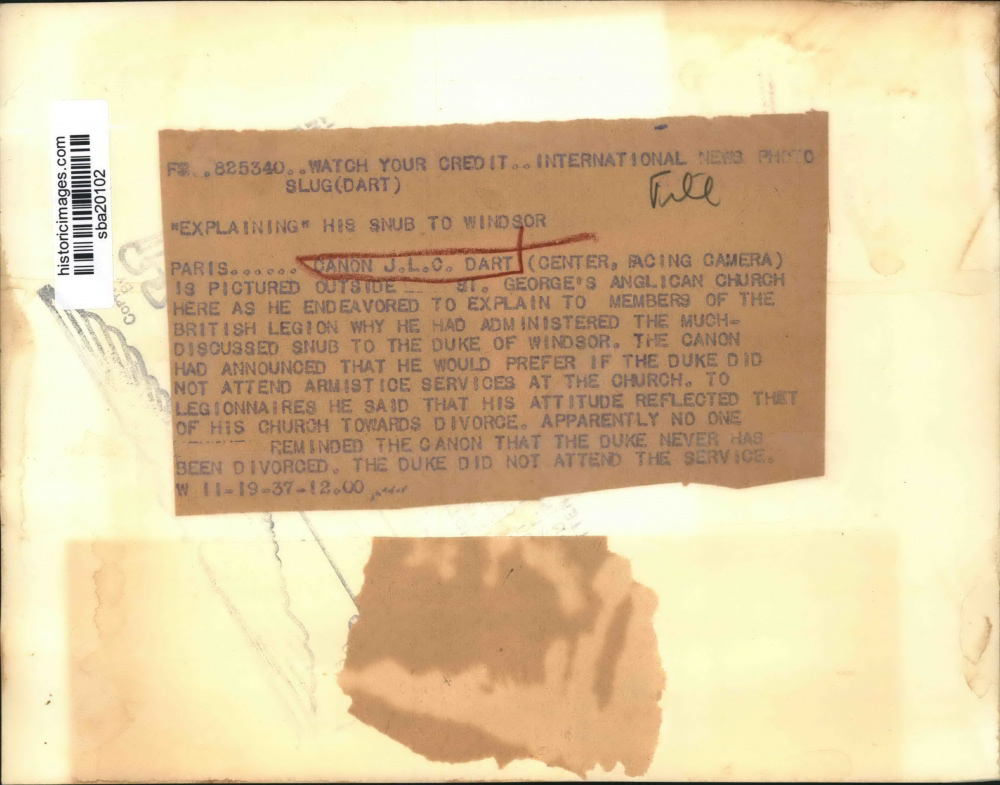 historicimages.com
sba20102
..825340..WATCH YOUR CREDIT..INTERNATIONAL NEWS PHOTO
SLUG(DART)
File
"EXPLAINING" HIS SNUB TO WINDSOR
PARIS...... CANON J.L.C. DART (CENTER, FACING CAMERA)
IS PICTURED OUTSIDE ST. GEORGE'S ANGLICAN CHURCH
HERE AS HE ENDEAVORED TO EXPLAIN TO MEMBERS OF THE
BRITISH LEGION WHY HE HAD ADMINISTERED THE MUCH-
DISCUSSED SNUB TO THE DUKE OF WINDSOR. THE CANON
HAD ANNOUNCED THAT HE WOULD PREFER IF THE DUKE DID
NOT ATTEND ARMISTICE SERVICES AT THE CHURCH. TO
LEGIONNAIRES HE SAID THAT HIS ATTITUDE REFLECTED THET
OF HIS CHURCH TOWARDS DIVORCE. APPARENTLY NO ONE
REMINDED THE CANON THAT THE DUKE NEVER HAS
BEEN DIVORCED. THE DUKE DID NOT ATTEND THE SERVICE.
W 11-19-37-12.00